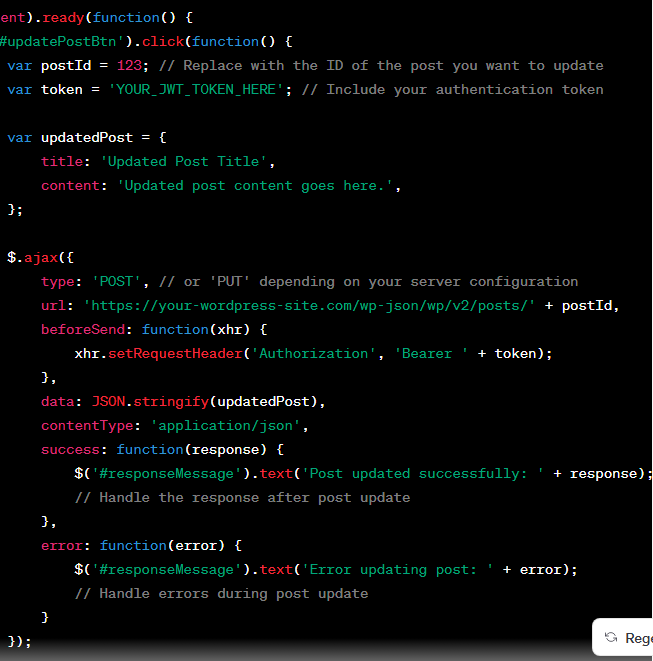 ent).ready(function() {
#updatePostBtn').click(function() {
var postId = 123; // Replace with the ID of the post you want to update
var token = 'YOUR_JWT_TOKEN_HERE'; // Include your authentication token

var updatedPost = {
    title: 'Updated Post Title',
    content: 'Updated post content goes here.',
};

$.ajax({
    type: 'POST', // or 'PUT' depending on your server configuration
    url: 'https://your-wordpress-site.com/wp-json/wp/v2/posts/' + postId,
    beforeSend: function(xhr) {
        xhr.setRequestHeader('Authorization', 'Bearer ' + token);
    },
    data: JSON.stringify(updatedPost),
    contentType: 'application/json',
    success: function(response) {
        $('#responseMessage').text('Post updated successfully: ' + response);
        // Handle the response after post update
    },
    error: function(error) {
        $('#responseMessage').text('Error updating post: ' + error);
        // Handle errors during post update
    }
});
Rege